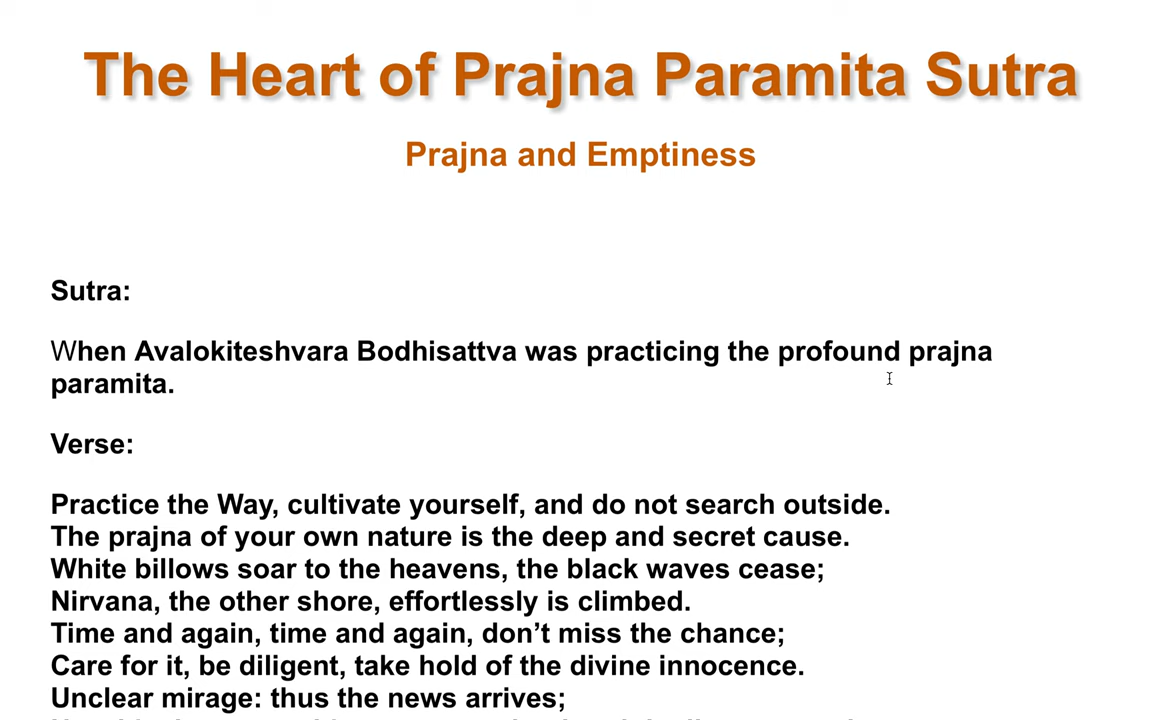 The Heart of Prajna Paramita Sutra
Prajna and Emptiness
Sutra:
When Avalokiteshvara Bodhisattva was practicing the profound prajna
paramita.
Verse:
Practice the Way, cultivate yourself, and do not search outside.
The prajna of your own nature is the deep and secret cause.
White billows soar to the heavens, the black waves cease;
Nirvana, the other shore, effortlessly is climbed.
Time and again, time and again, don’t miss the chance;
Care for it, be diligent, take hold of the divine innocence.
Unclear mirage: thus the news arrives;